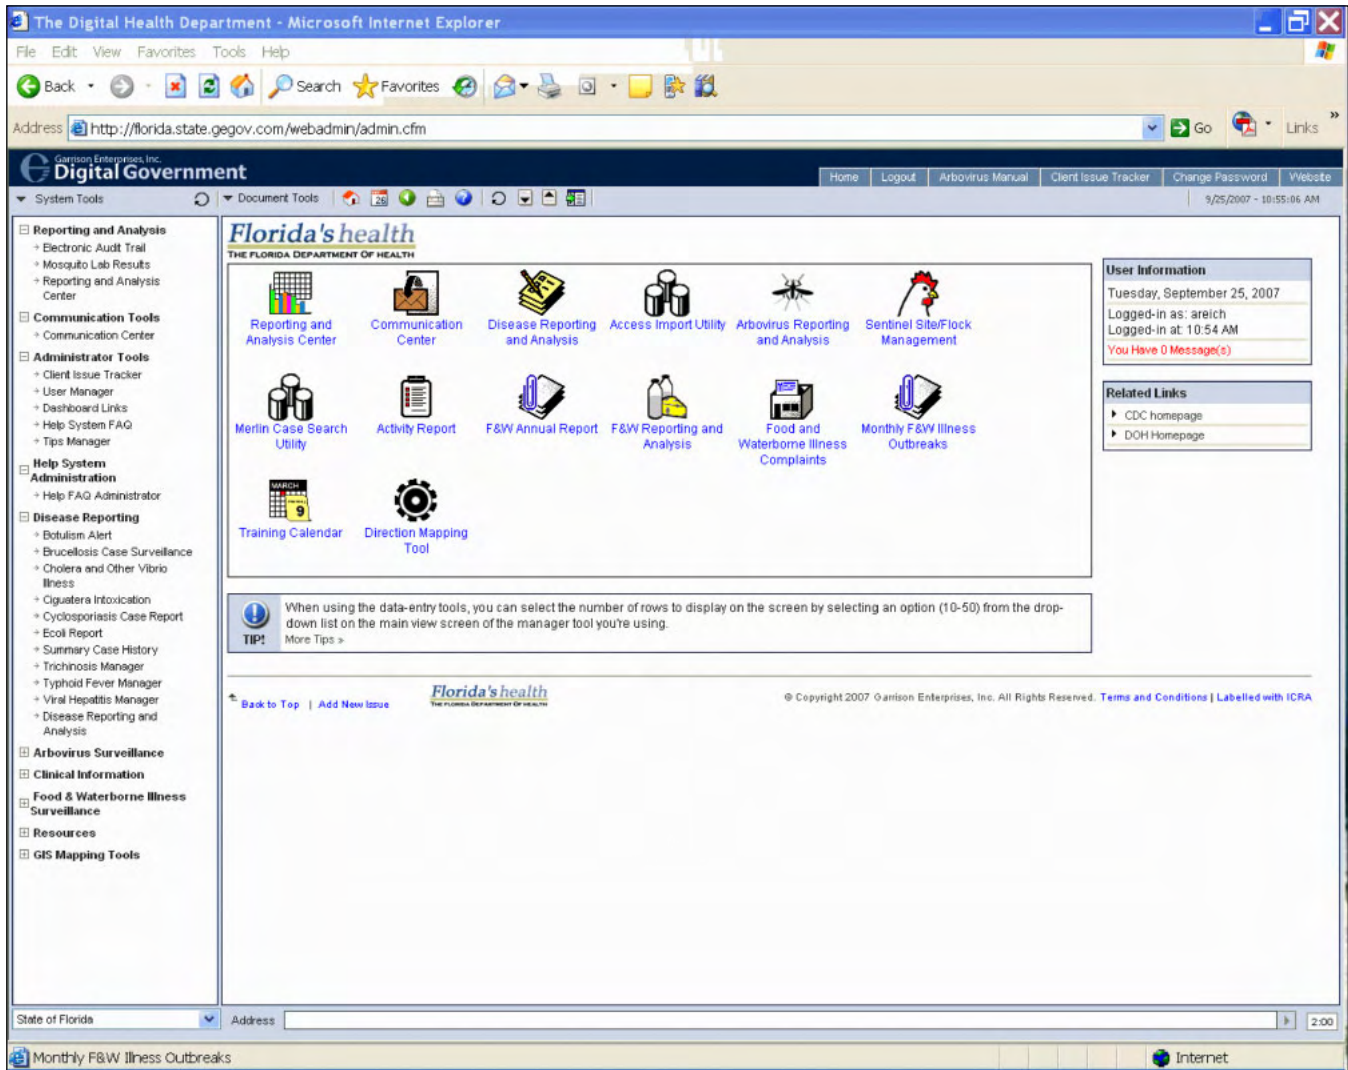 The Digital Health Department - Microsoft Internet Explorer
File Edit View Favorites Tools Help
Back Search Favorites
Address http://florida.state.gegov.com/webadmin/admin.cfm Go Links »
Garrison Enterprises, Inc.
Digital Government
Home Logout Arbovirus Manual Client Issue Tracker Change Password Website
System Tools Document Tools 26 9/25/2007 - 10:55:06 AM
Reporting and Analysis
Electronic Audit Trail
Mosquito Lab Results
Reporting and Analysis
Center
Communication Tools
Communication Center
Administrator Tools
Client Issue Tracker
User Manager
Dashboard Links
Help System FAQ
Tips Manager
Help System
Administration
Help FAQ Administrator
Disease Reporting
Botulism Alert
Brucellosis Case Surveillance
Cholera and Other Vibrio
Illness
Ciguatera Intoxication
Cyclosporiasis Case Report
Ecoli Report
Summary Case History
Trichinosis Manager
Typhoid Fever Manager
Viral Hepatitis Manager
Disease Reporting and
Analysis
Arbovirus Surveillance
Clinical Information
Food & Waterborne Illness
Surveillance
Resources
GIS Mapping Tools
Florida's health
THE FLORIDA DEPARTMENT OF HEALTH
Reporting and
Analysis Center
Communication
Center
Disease Reporting
and Analysis
Access Import Utility
Arbovirus Reporting
and Analysis
Sentinel Site/Flock
Management
Merlin Case Search
Utility
Activity Report
F&W Annual Report
F&W Reporting and
Analysis
Food and
Waterborne Illness
Complaints
Monthly F&W Illness
Outbreaks
MARCH
9
Training Calendar
Direction Mapping
Tool
User Information
Tuesday, September 25, 2007
Logged-in as: areich
Logged-in at: 10:54 AM
You Have 0 Message(s)
Related Links
CDC homepage
DOH Homepage
TIP!
When using the data-entry tools, you can select the number of rows to display on the screen by selecting an option (10-50) from the drop-
down list on the main view screen of the manager tool you're using.
More Tips »
Back to Top | Add New Issue
Florida's health
THE FLORIDA DEPARTMENT OF HEALTH
© Copyright 2007 Garrison Enterprises, Inc. All Rights Reserved. Terms and Conditions | Labelled with ICRA
State of Florida Address 2:00
Monthly F&W Illness Outbreaks Internet